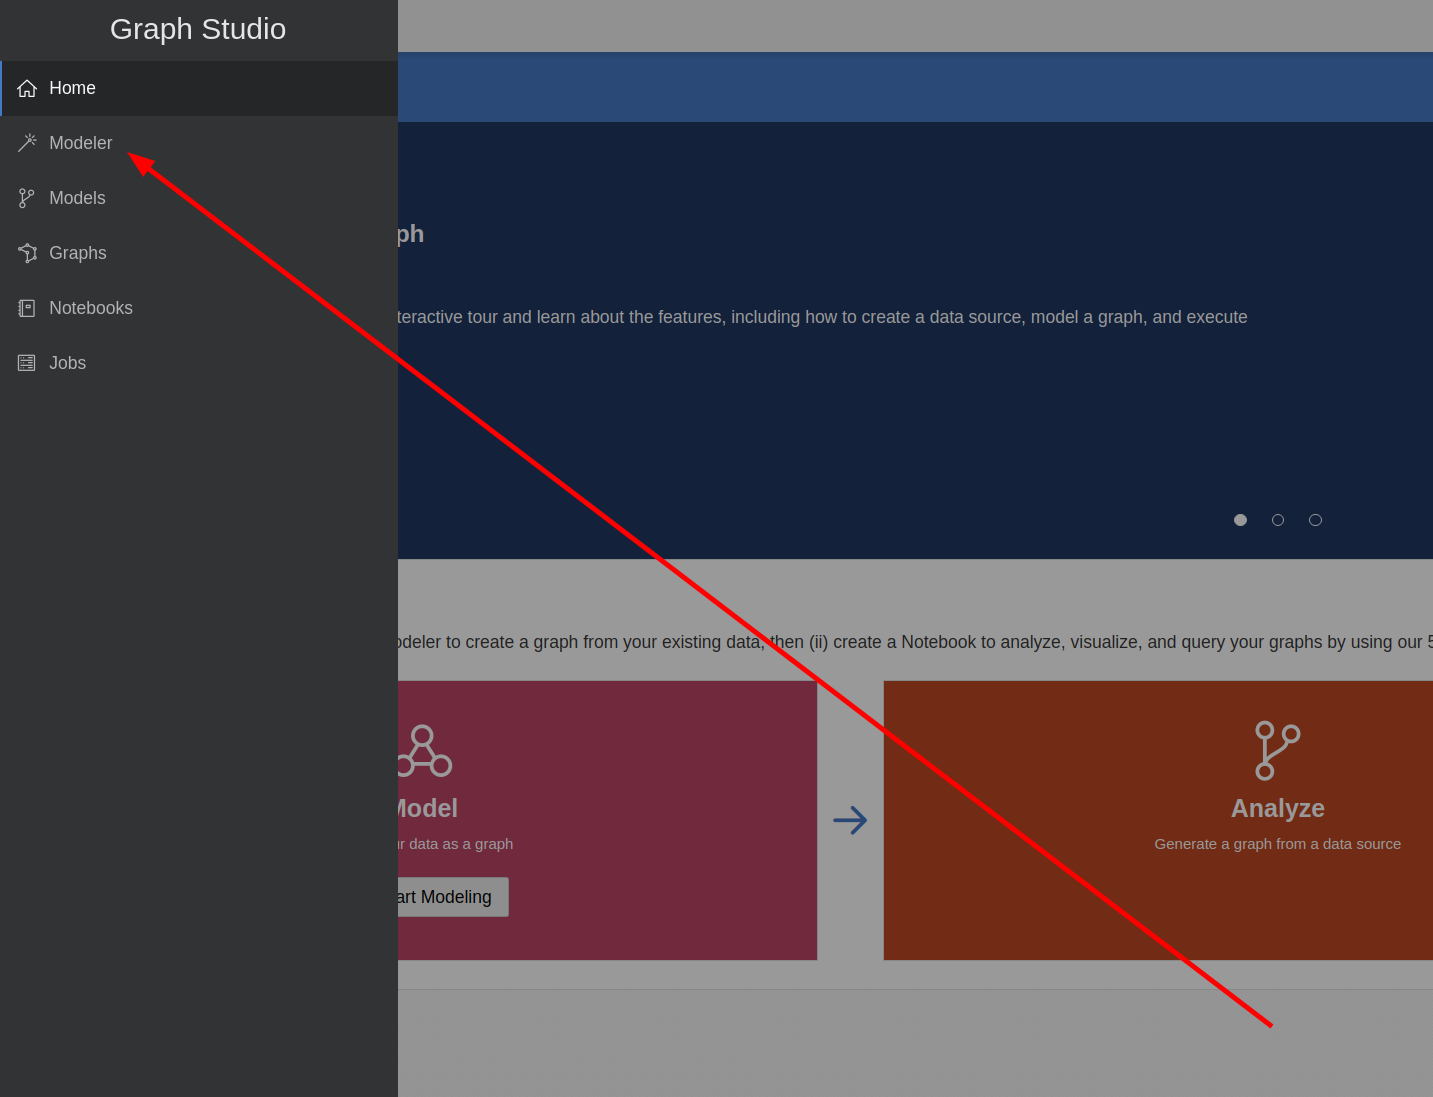 Graph Studio
Home
Modeler
Models
Graphs
Notebooks
Jobs
ph
teractive tour and learn about the features, including how to create a data source, model a graph, and execute
odeler to create a graph from your existing data, then (ii) create a Notebook to analyze, visualize, and query your graphs by using our 5
Model
ur data as a graph
art Modeling
Analyze
Generate a graph from a data source